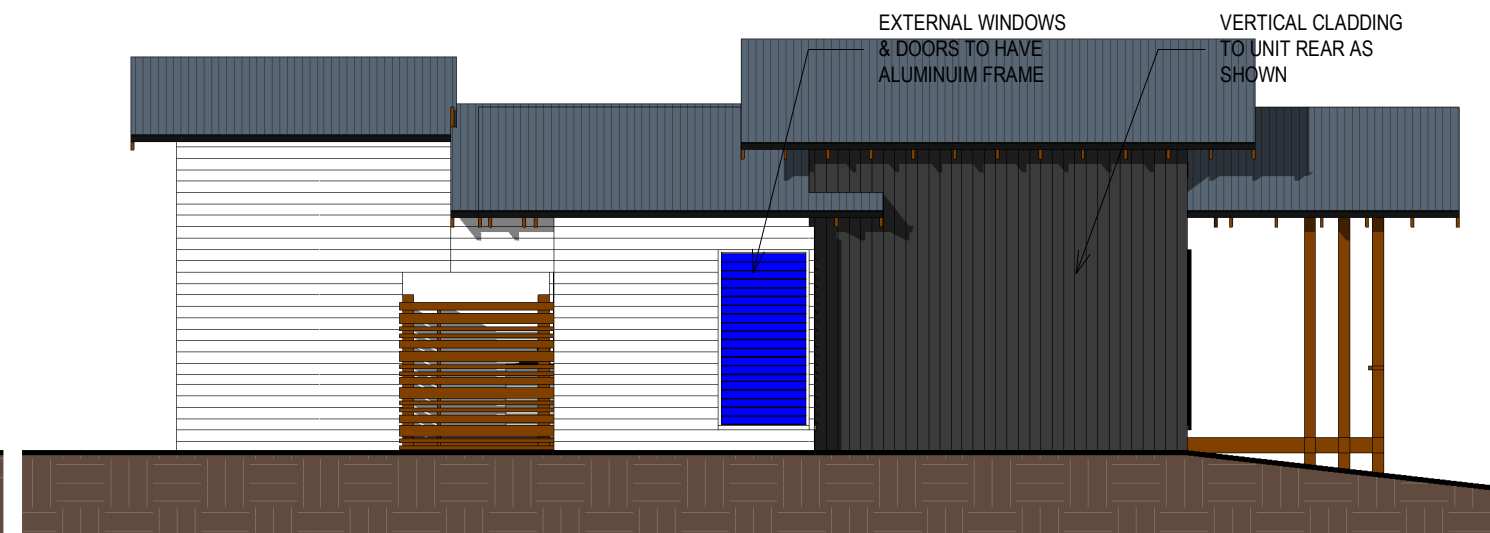 EXTERNAL WINDOWS
& DOORS TO HAVE
ALUMINUIM FRAME
VERTICAL CLADDING
TO UNIT REAR AS
SHOWN